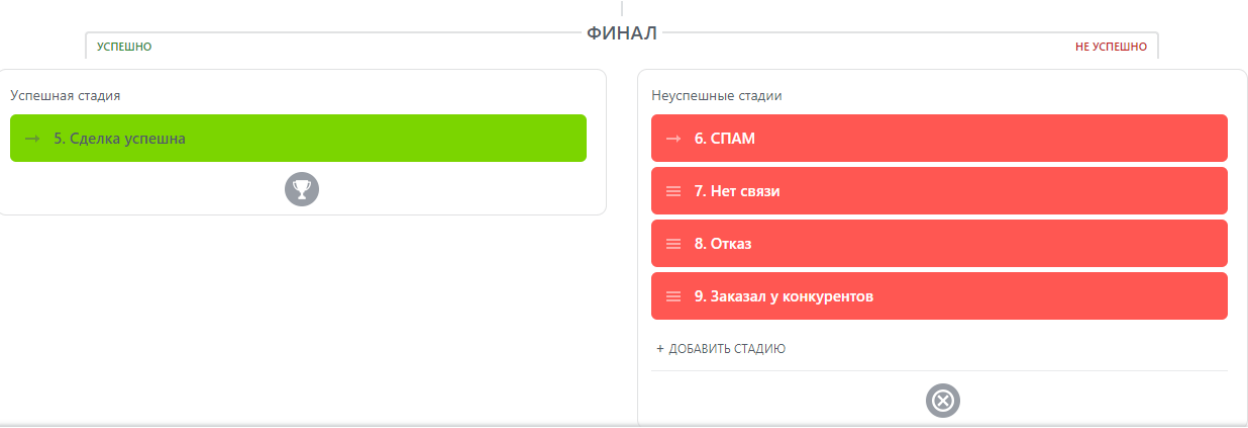 ФИНАЛ
УСПЕШНО
НЕ УСПЕШНО
Успешная стадия
5. Сделка успешна
Неуспешные стадии
6. СПАМ
7. Нет связи
8. Отказ
9. Заказал у конкурентов
+ ДОБАВИТЬ СТАДИЮ